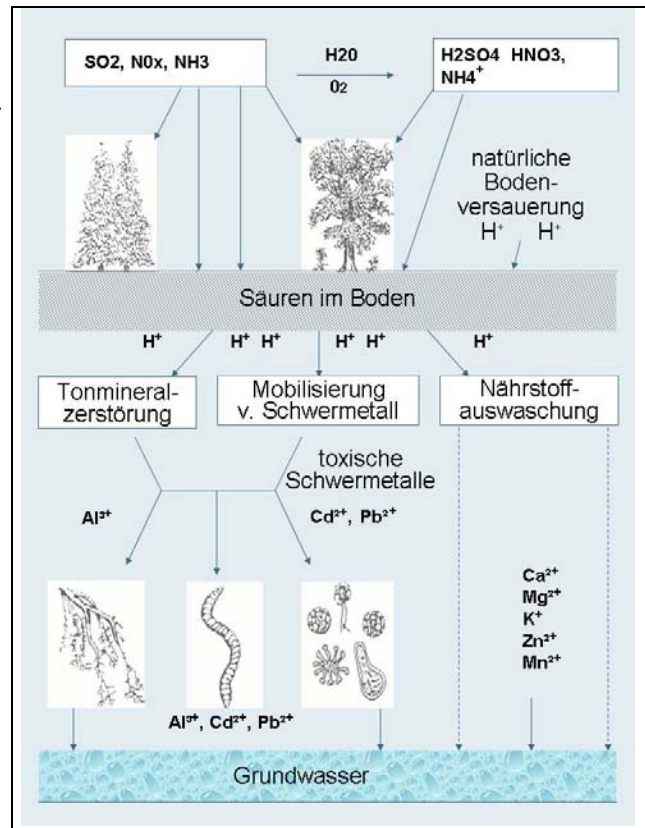 SO2, N0x, NH3
H20
O2
H2SO4 HNO3,
NH4⁺
natürliche
Boden-
versauerung
H⁺ H⁺
Säuren im Boden
H⁺ H⁺ H⁺ H⁺ H⁺ H⁺
Tonmineral-
zerstörung
Mobilisierung
v. Schwermetall
Nährstoff-
auswaschung
toxische
Schwermetalle
Al³⁺
Cd²⁺, Pb²⁺
Ca²⁺
Mg²⁺
K⁺
Zn²⁺
Mn²⁺
Al³⁺, Cd²⁺, Pb²⁺
Grundwasser